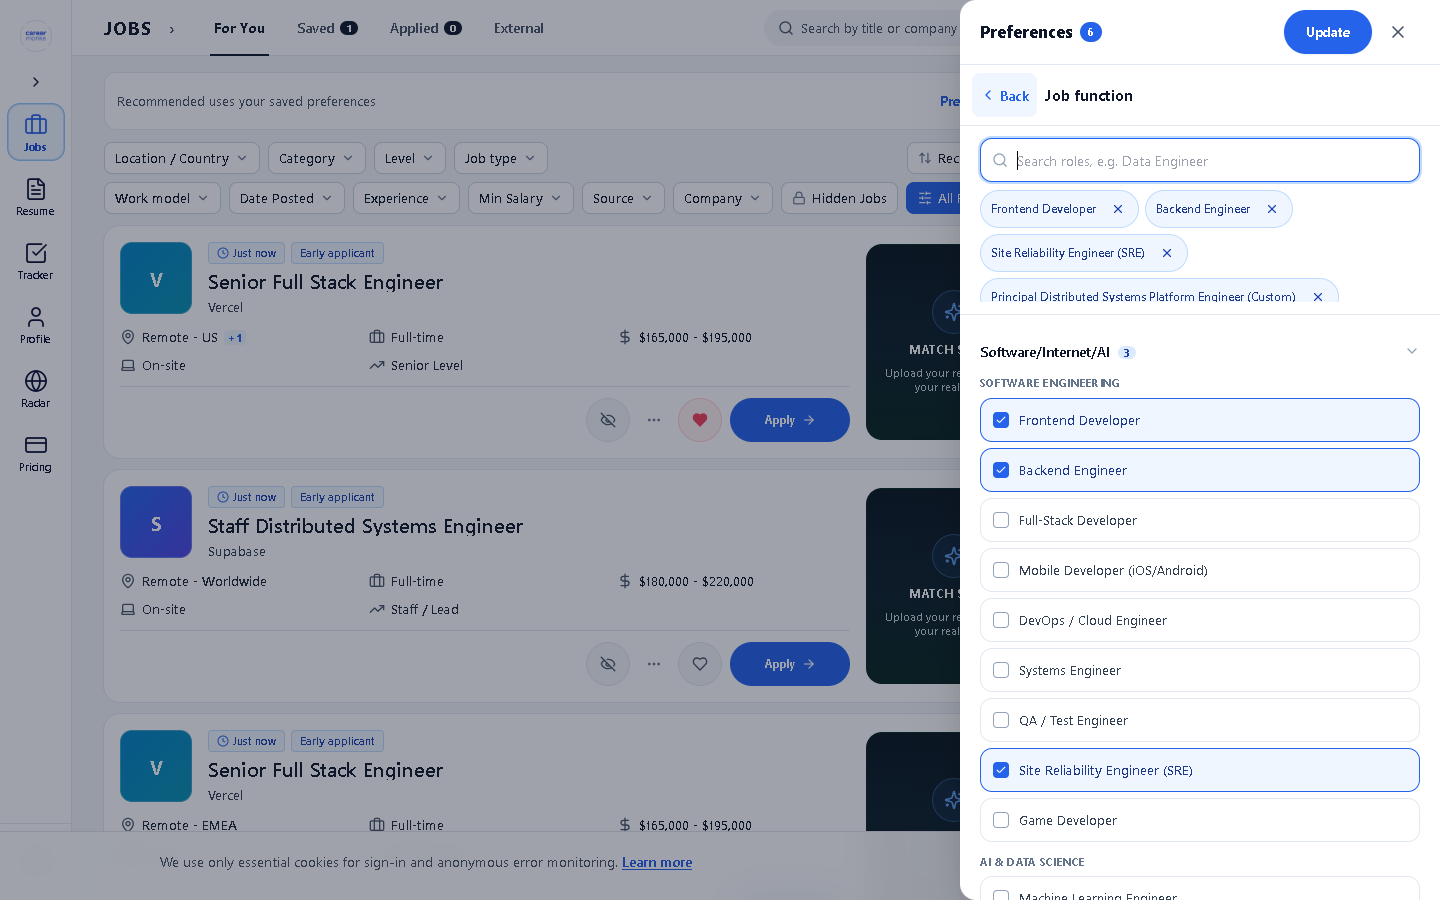 career
JOBS
For You
Saved 1
Applied 0
External
Search by title or company
Jobs
Resume
Tracker
Profile
Radar
Pricing
Recommended uses your saved preferences
Location / Country
Category
Level
Job type
Work model
Date Posted
Experience
Min Salary
Source
Company
Hidden Jobs
All
V
Just now
Early applicant
Senior Full Stack Engineer
Vercel
Remote - US +1
Full-time
$165,000 - $195,000
On-site
Senior Level
Apply
MATCH
Upload your
your
S
Just now
Early applicant
Staff Distributed Systems Engineer
Supabase
Remote - Worldwide
Full-time
$180,000 - $220,000
On-site
Staff / Lead
Apply
MATCH
Upload your
your
V
Just now
Early applicant
Senior Full Stack Engineer
Vercel
Remote - EMEA
Full-time
$165,000 - $195,000
We use only essential cookies for sign-in and anonymous error monitoring. Learn more
Preferences 6
Update
Back
Job function
Search roles, e.g. Data Engineer
Frontend Developer
Backend Engineer
Site Reliability Engineer (SRE)
Principal Distributed Systems Platform Engineer (Custom)
Software/Internet/AI 3
SOFTWARE ENGINEERING
Frontend Developer
Backend Engineer
Full-Stack Developer
Mobile Developer (iOS/Android)
DevOps / Cloud Engineer
Systems Engineer
QA / Test Engineer
Site Reliability Engineer (SRE)
Game Developer
AI & DATA SCIENCE
Machine Learning Engineer